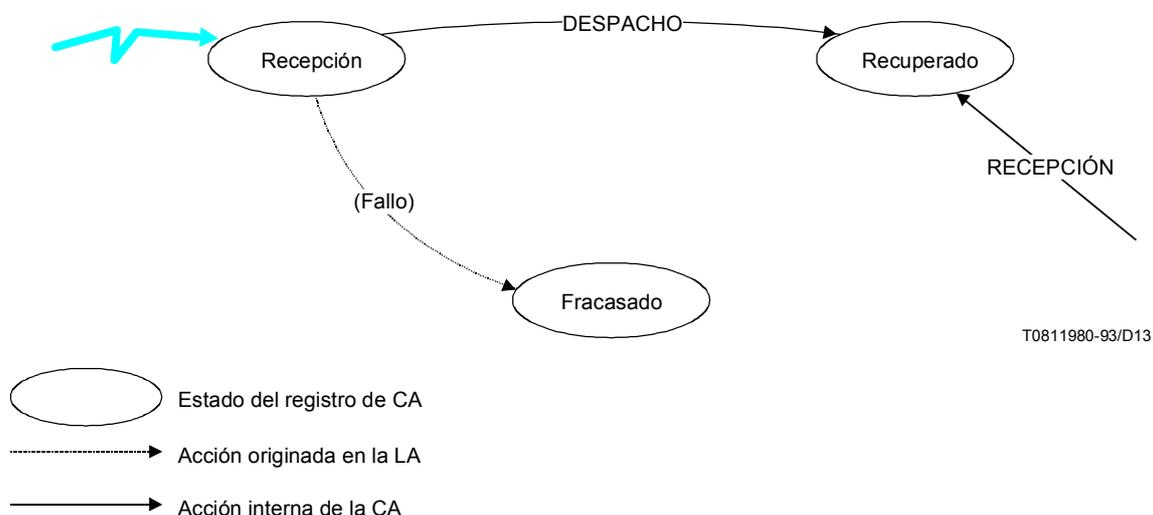 DESPACHO
Recepción
Recuperado
RECEPCIÓN
(Fallo)
Fracasado
T0811980-93/D13
Estado del registro de CA
Acción originada en la LA
Acción interna de la CA